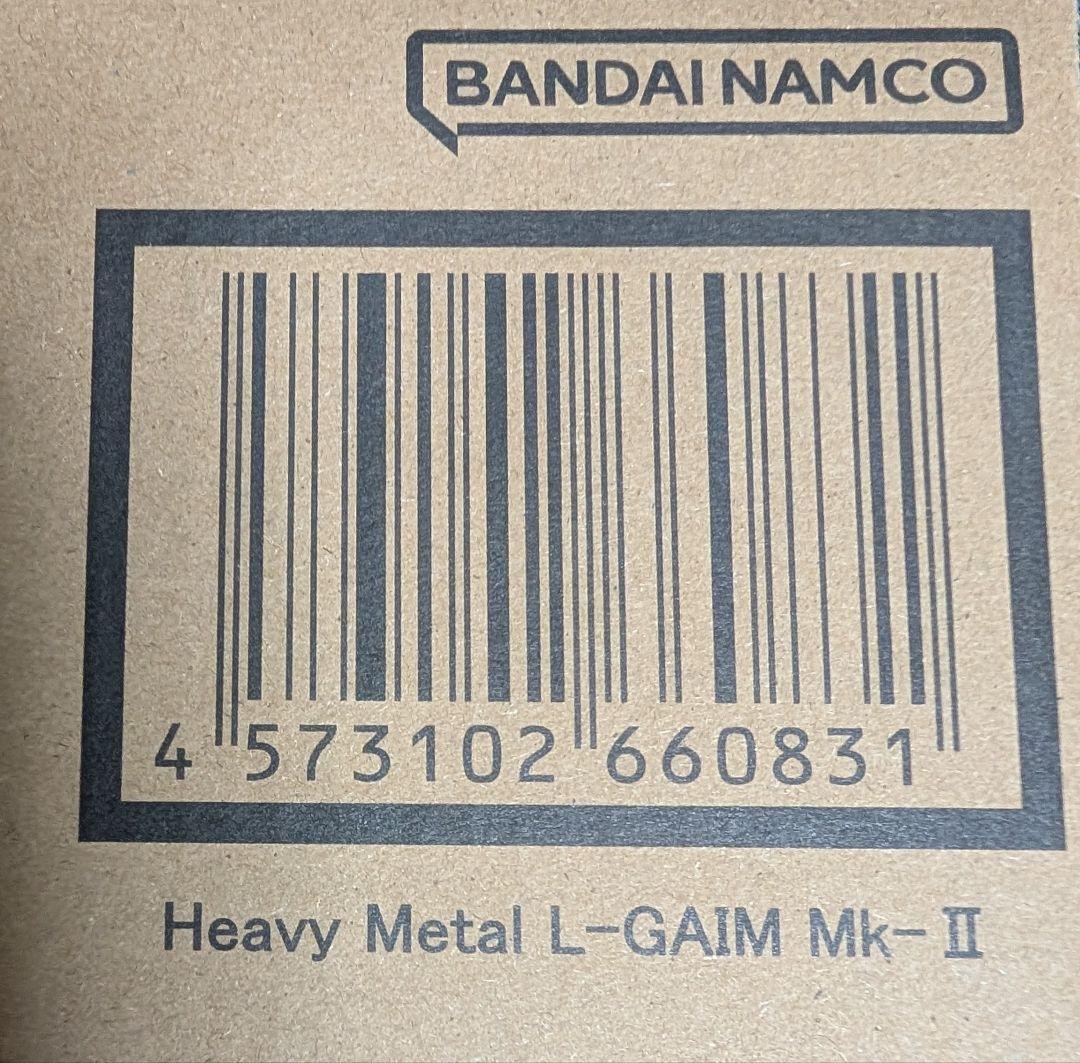 BANDAI NAMCO
4 573102 660831
Heavy Metal L-GAIM Mk-Ⅱ